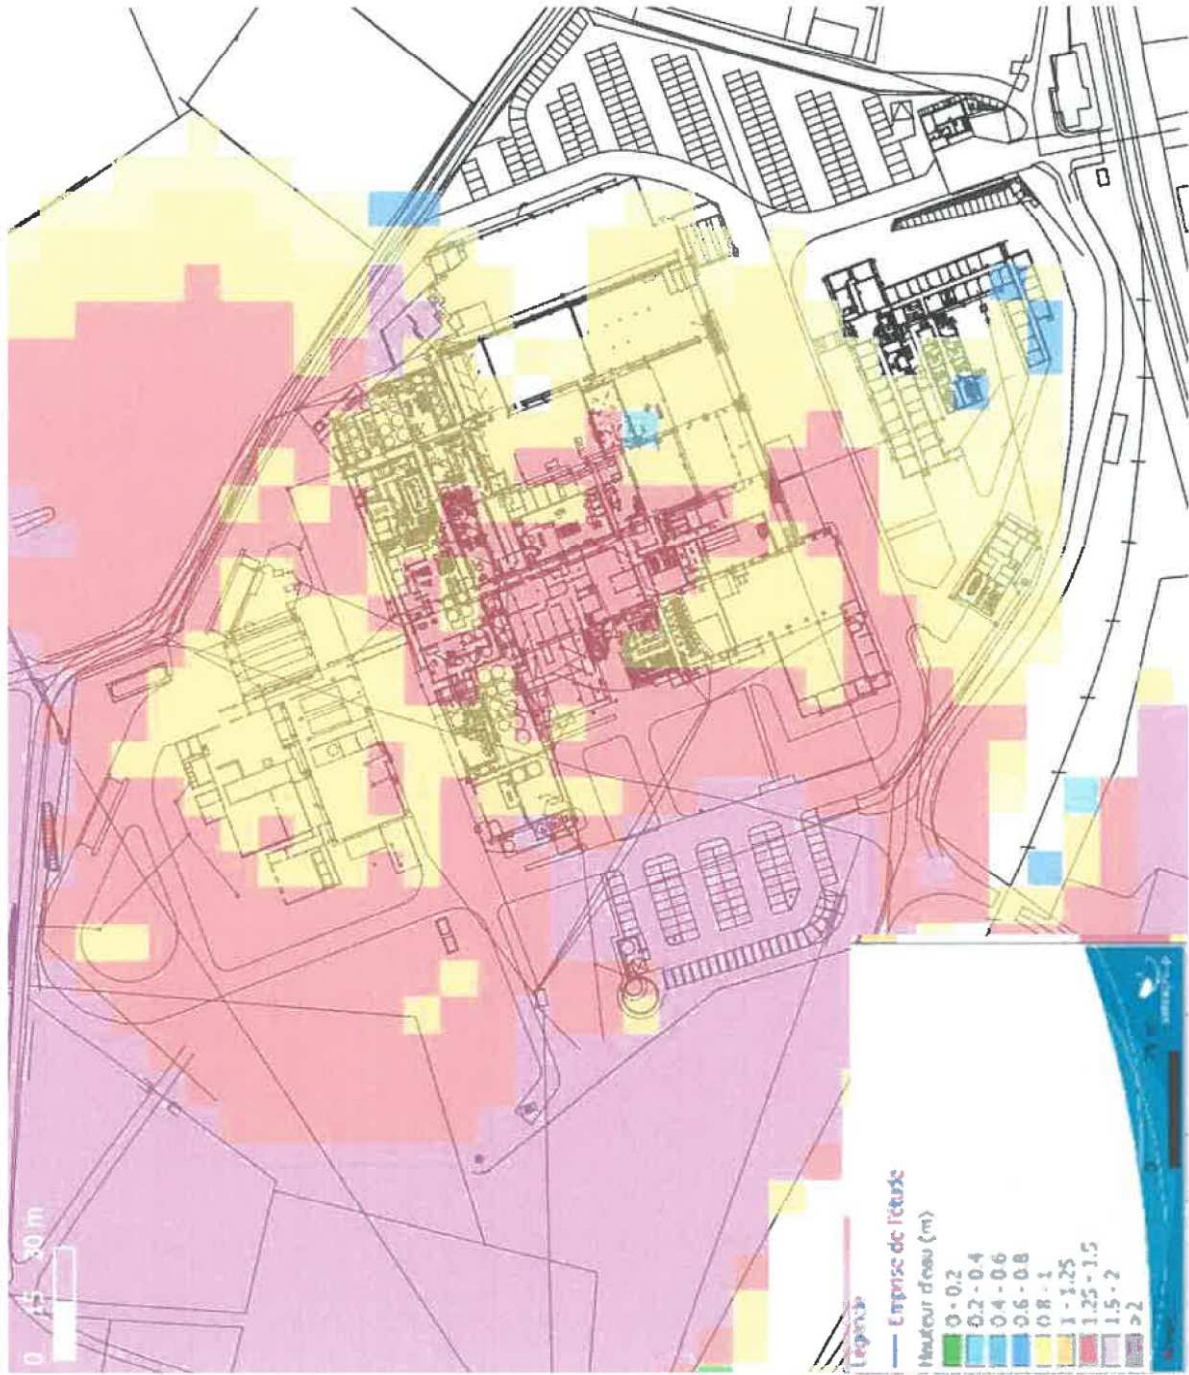 0 15 30 m
Légende
Emprise de l'étude
Hauteur d'eau (m)
0 - 0.2
0.2 - 0.4
0.4 - 0.6
0.6 - 0.8
0.8 - 1
1 - 1.25
1.25 - 1.5
1.5 - 2
>2